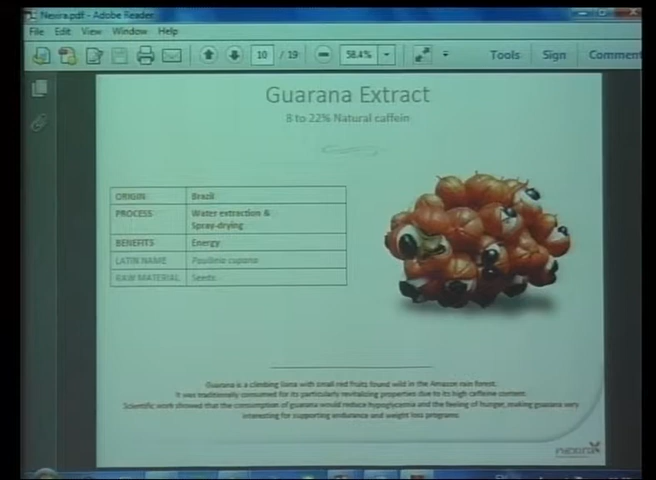 Nexira.pdf - Adobe Reader
File Edit View Window Help
10 / 19 58.4% Tools Sign Comment
Guarana Extract
8 to 22% Natural caffein
ORIGIN Brazil
PROCESS Water extraction &
Spray-drying
BENEFITS Energy
LATIN NAME Paullinia cupana
RAW MATERIAL Seeds
Guarana is a climbing liana with small red fruits found wild in the Amazon rain forest.
It was traditionally consumed for its particularly revitalizing properties due to its high caffeine content.
Scientific work showed that the consumption of guarana would reduce hypoglycemia and the feeling of hunger, making guarana very
interesting for supporting endurance and weight loss programs.
nexira